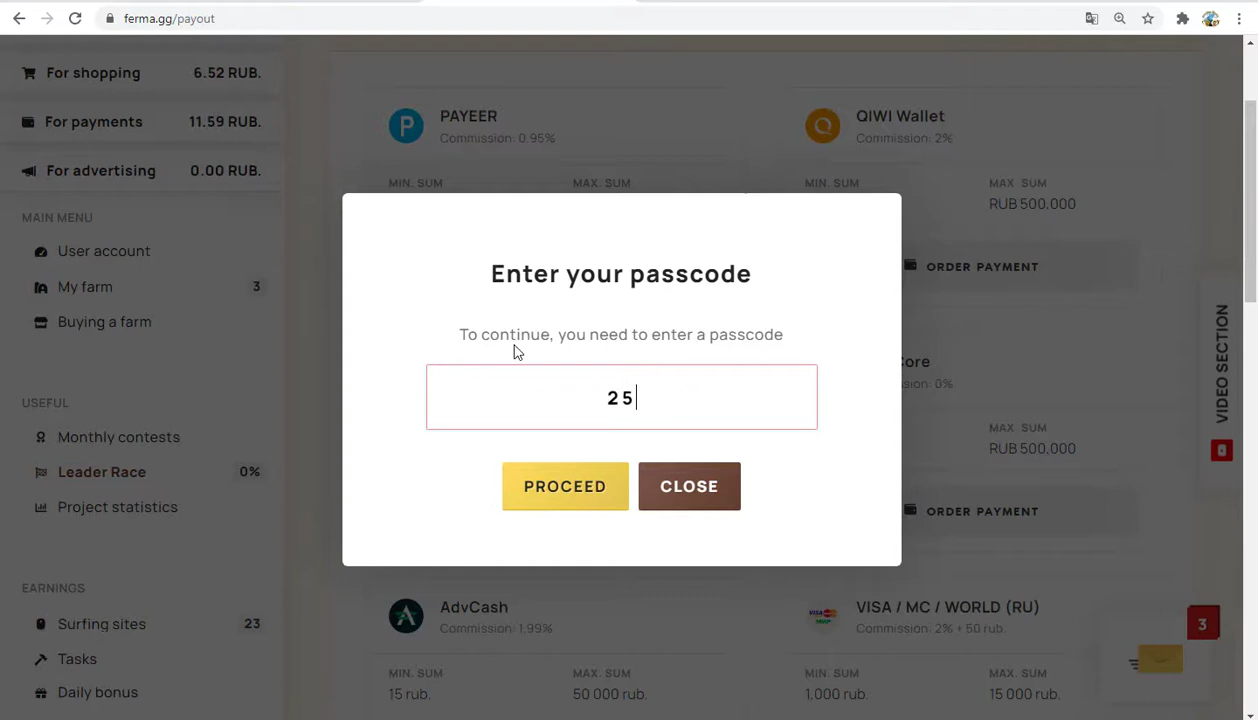 ferma.gg/payout
For shopping 6.52 RUB.
For payments 11.59 RUB.
For advertising 0.00 RUB.
MAIN MENU
User account
My farm 3
Buying a farm
USEFUL
Monthly contests
Leader Race 0%
Project statistics
EARNINGS
Surfing sites 23
Tasks
Daily bonus
P PAYEER
Commission: 0.95%
MIN. SUM MAX. SUM
QIWI Wallet
Commission: 2%
MIN. SUM MAX. SUM
RUB 500,000
ORDER PAYMENT
Enter your passcode
To continue, you need to enter a passcode
25
PROCEED CLOSE
Core
sion: 0%
MAX. SUM
RUB 500,000
ORDER PAYMENT
AdvCash
Commission: 1.99%
MIN. SUM MAX. SUM
15 rub. 50 000 rub.
VISA / MC / WORLD (RU)
Commission: 2% + 50 rub.
MIN. SUM MAX. SUM
1,000 rub. 15 000 rub.
VIDEO SECTION
3